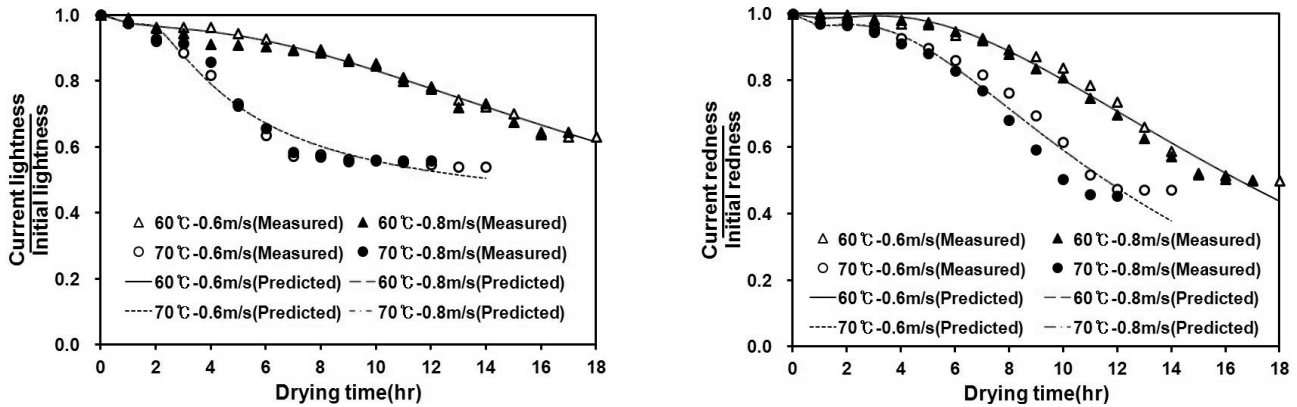 Current lightness
Initial lightness
1.0
0.8
0.6
0.4
0.2
0.0
60℃-0.6m/s(Measured)
60℃-0.8m/s(Measured)
70℃-0.6m/s(Measured)
70℃-0.8m/s(Measured)
60℃-0.6m/s(Predicted)
60℃-0.8m/s(Predicted)
70℃-0.6m/s(Predicted)
70℃-0.8m/s(Predicted)
0 2 4 6 8 10 12 14 16 18
Drying time(hr)
Current redness
Initial redness
1.0
0.8
0.6
0.4
0.2
0.0
60℃-0.6m/s(Measured)
60℃-0.8m/s(Measured)
70℃-0.6m/s(Measured)
70℃-0.8m/s(Measured)
60℃-0.6m/s(Predicted)
60℃-0.8m/s(Predicted)
70℃-0.6m/s(Predicted)
70℃-0.8m/s(Predicted)
0 2 4 6 8 10 12 14 16 18
Drying time(hr)